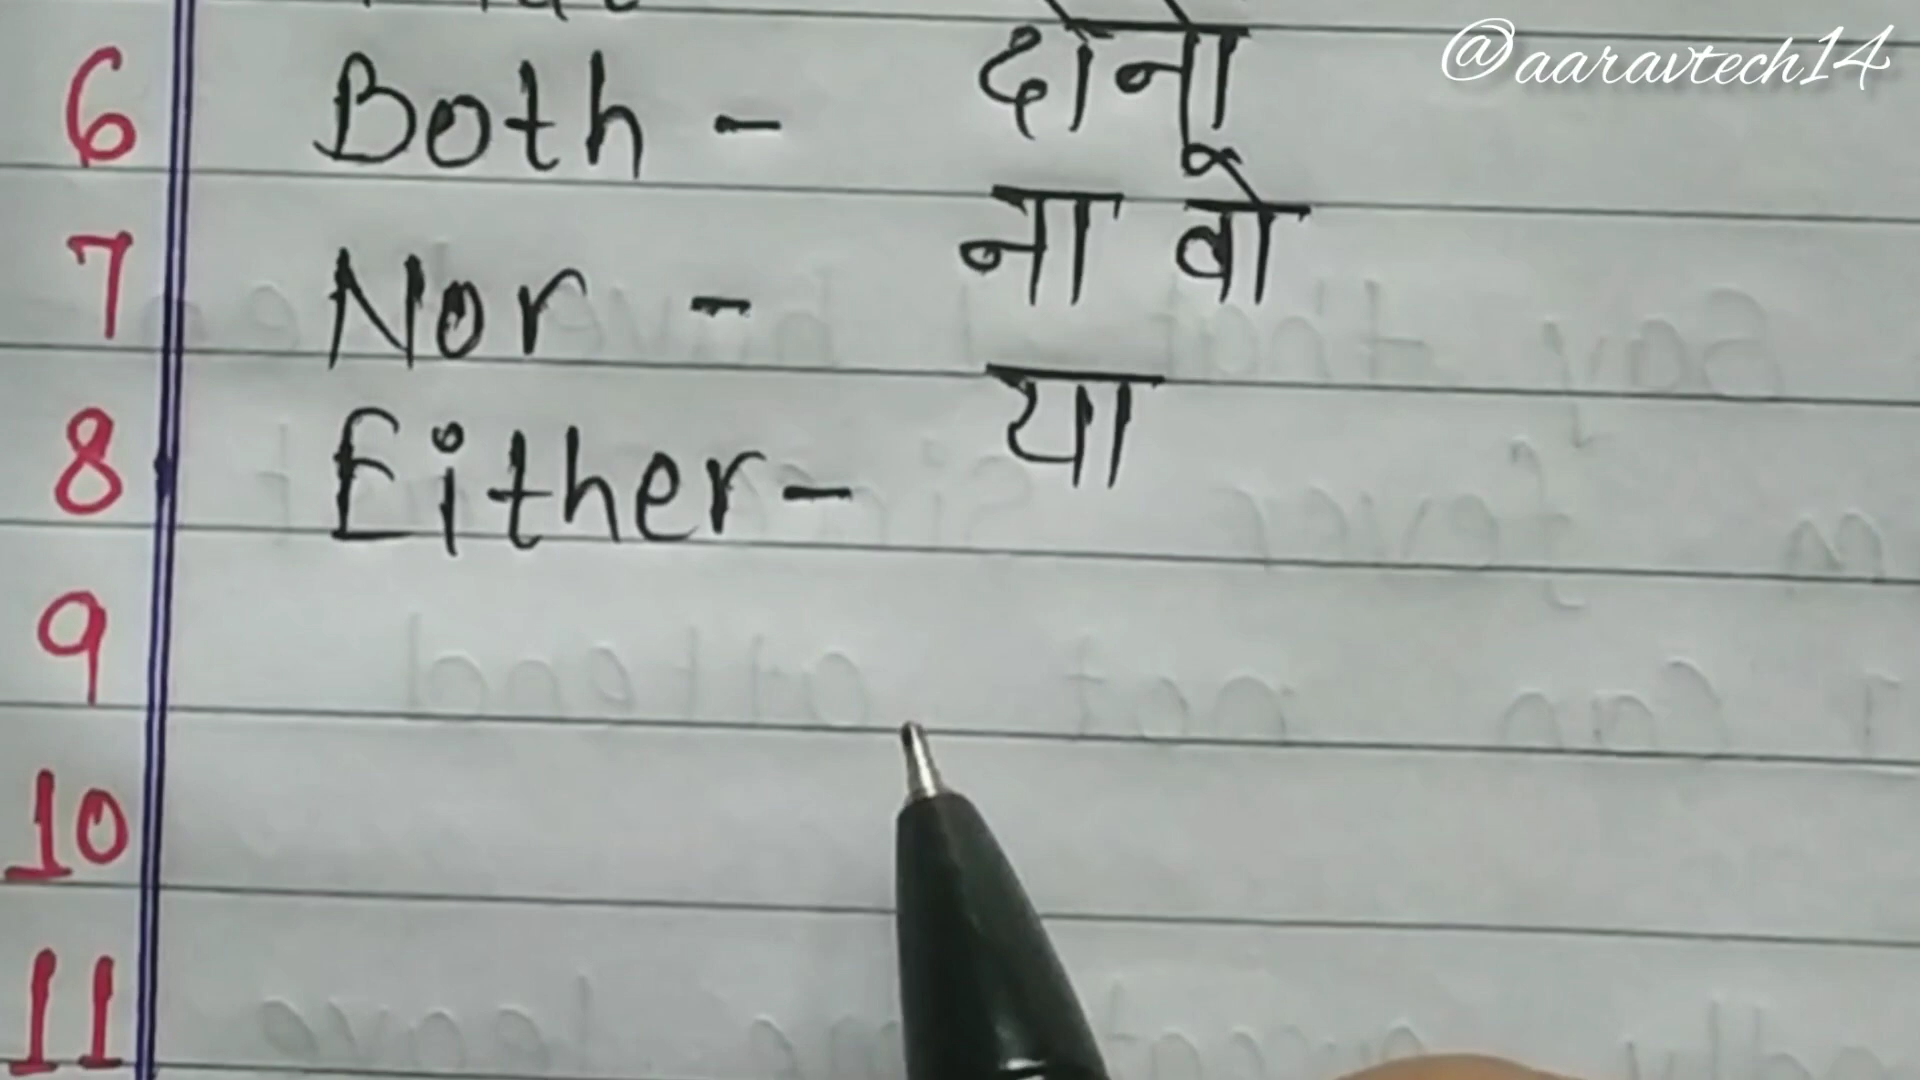 @aaravtech14
6 Both - दोनो
7 Nor - ना वो
8 Either - या
9
10
11